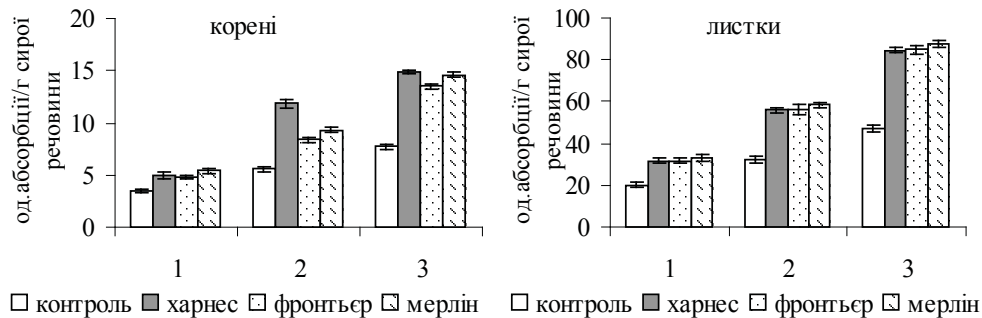 корені
од.абсорбції/г сирої
речовини
20
15
10
5
0
1 2 3
контроль харнес фронтьєр мерлін
листки
од.абсорбції/г сирої
речовини
100
80
60
40
20
0
1 2 3
контроль харнес фронтьєр мерлін